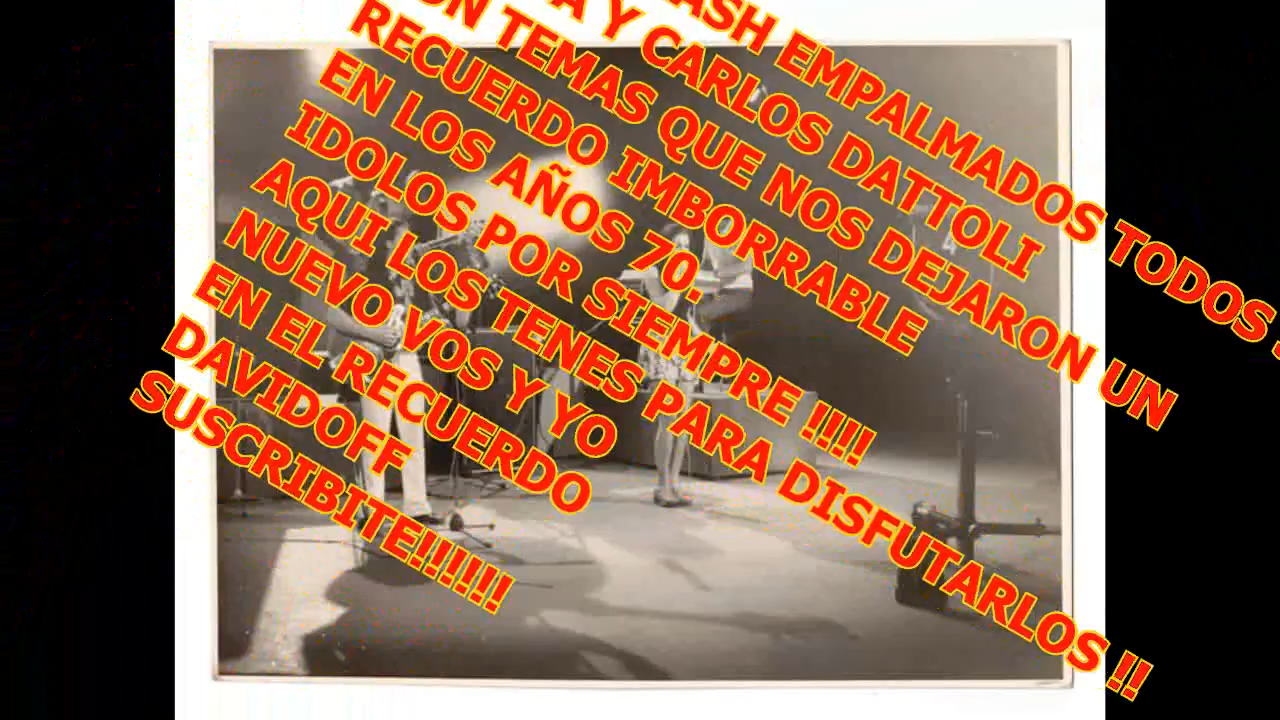 ASH EMPALMADOS TODOS
A Y CARLOS DATTOLI
ON TEMAS QUE NOS DEJARON UN
RECUERDO IMBORRABLE
EN LOS AÑOS 70.
IDOLOS POR SIEMPRE !!!!
AQUI LOS TENES PARA DISFUTARLOS !!
NUEVO VOS Y YO
EN EL RECUERDO
DAVIDOFF
SUSCRIBITE!!!!!!!